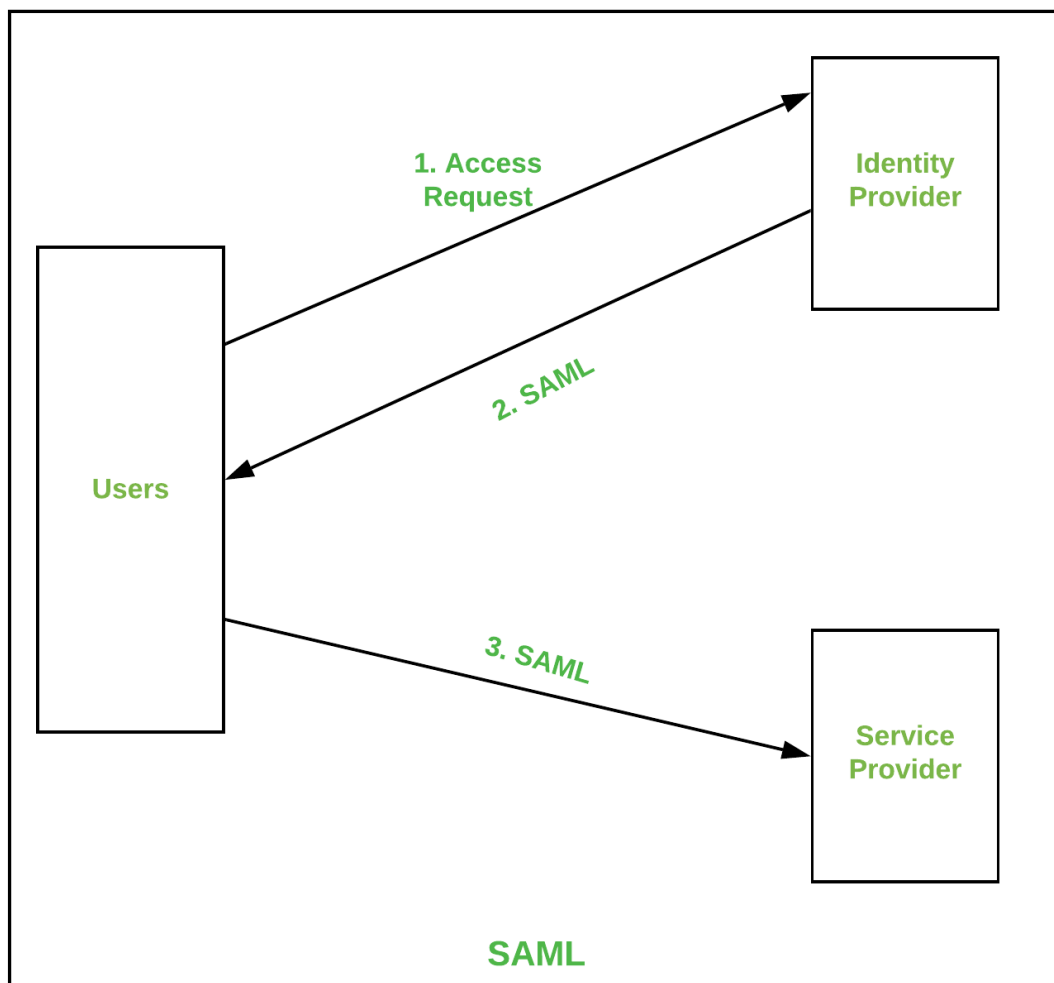 1. Access
Request
Identity
Provider
2. SAML
Users
3. SAML
Service
Provider
SAML